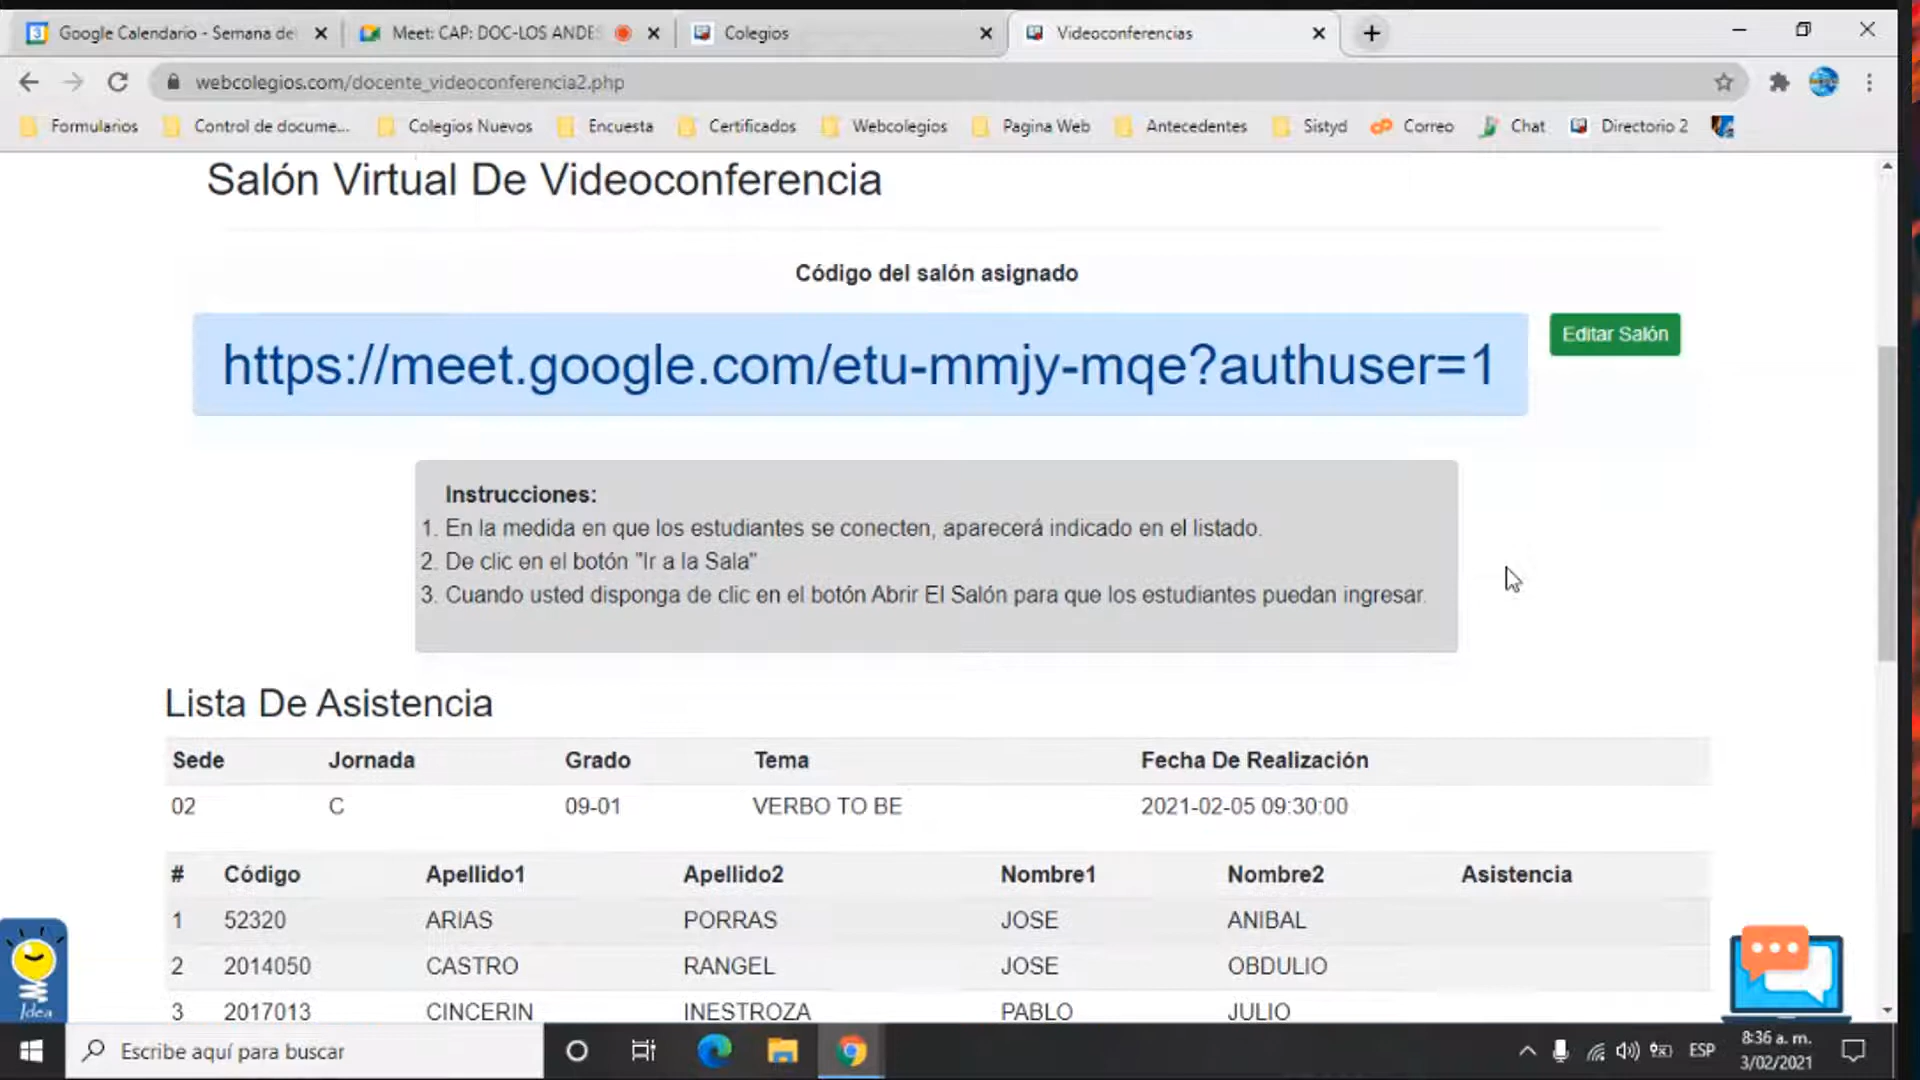 Google Calendario - Semana de
Meet: CAP: DOC-LOS ANDES
Colegios
Videoconferencias
webcolegios.com/docente_videoconferencia2.php
Formularios
Control de docume...
Colegios Nuevos
Encuesta
Certificados
Webcolegios
Pagina Web
Antecedentes
Sistyd
Correo
Chat
Directorio 2
Salón Virtual De Videoconferencia
Código del salón asignado
https://meet.google.com/etu-mmjy-mqe?authuser=1
Editar Salón
Instrucciones:
1. En la medida en que los estudiantes se conecten, aparecerá indicado en el listado.
2. De clic en el botón "Ir a la Sala"
3. Cuando usted disponga de clic en el botón Abrir El Salón para que los estudiantes puedan ingresar.
Lista De Asistencia
Sede Jornada Grado Tema Fecha De Realización
02 C 09-01 VERBO TO BE 2021-02-05 09:30:00
# Código Apellido1 Apellido2 Nombre1 Nombre2 Asistencia
1 52320 ARIAS PORRAS JOSE ANIBAL
2 2014050 CASTRO RANGEL JOSE OBDULIO
3 2017013 CINCERIN INESTROZA PABLO JULIO
Idea
Escribe aquí para buscar
ESP
8:36 a. m.
3/02/2021